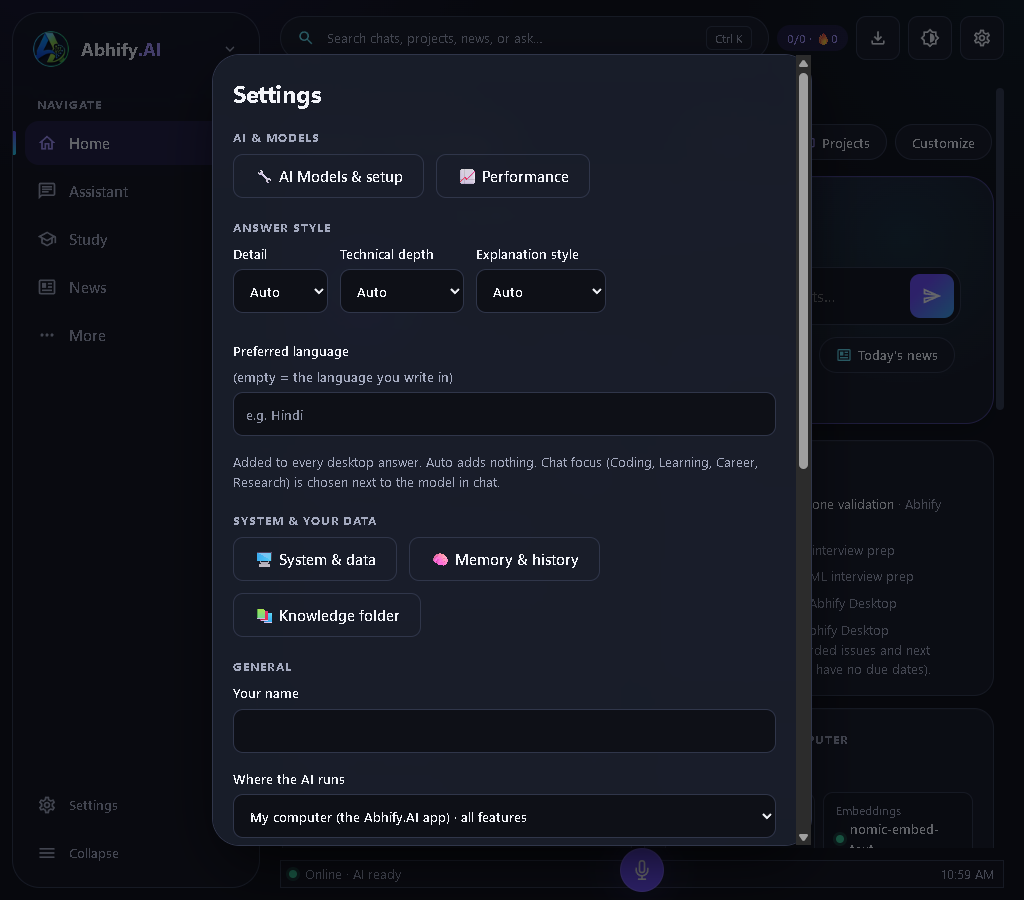 Abhify.AI
Search chats, projects, news, or ask...
Ctrl K
0/0 · 🔥 0
NAVIGATE
Home
Assistant
Study
News
More
Settings
Collapse
Projects
Customize
ts...
Today's news
one validation · Abhify
interview prep
ML interview prep
Abhify Desktop
bhify Desktop
rded issues and next
have no due dates).
PUTER
Embeddings
nomic-embed-
Settings
AI & MODELS
🔧 AI Models & setup
📈 Performance
ANSWER STYLE
Detail
Technical depth
Explanation style
Auto
Auto
Auto
Preferred language
(empty = the language you write in)
e.g. Hindi
Added to every desktop answer. Auto adds nothing. Chat focus (Coding, Learning, Career,
Research) is chosen next to the model in chat.
SYSTEM & YOUR DATA
🖥️ System & data
🧠 Memory & history
📚 Knowledge folder
GENERAL
Your name
Where the AI runs
My computer (the Abhify.AI app) · all features
Online · AI ready
10:59 AM